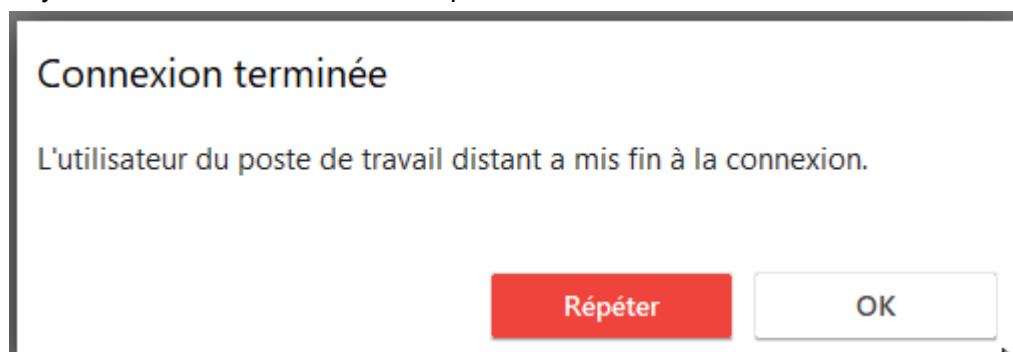 Connexion terminée
L'utilisateur du poste de travail distant a mis fin à la connexion.
Répéter
OK